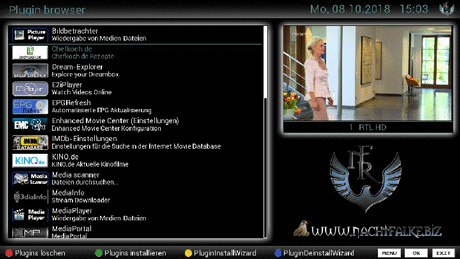 Plugin browser
Mo, 08.10.2018 15:03
Picture Player
Bildbetrachter
Wiedergabe von Medien Dateien
Chefkoch.de
Chefkoch.de Rezepte
Dream-Explorer
Explore your Dreambox
E2iPlayer
Watch Videos Online
EPG Refresh
EPGRefresh
Automatisierte EPG Aktualisierung
EMC
Enhanced Movie Center (Einstellungen)
Enhanced Movie Center Konfiguration
IMDb DATABASE
IMDb- Einstellungen
Einstellungen für die Suche in der Internet Movie Database
KINO.de
KINO.de
KINO.de Aktuelle Kinofilme
Media Scanner
Media scanner
Dateien durchsuchen...
3diaInfo
MediaInfo
Stream Downloader
Media Player
MediaPlayer
Wiedergabe von Medien Dateien
MP
MediaPortal
MediaPortal
1 RTL HD
NFR
WWW.NACHTFALKE.BIZ
Plugins löschen
Plugins installieren
PluginInstallWizard
PluginDeinstallWizard
MENU
OK
EXIT